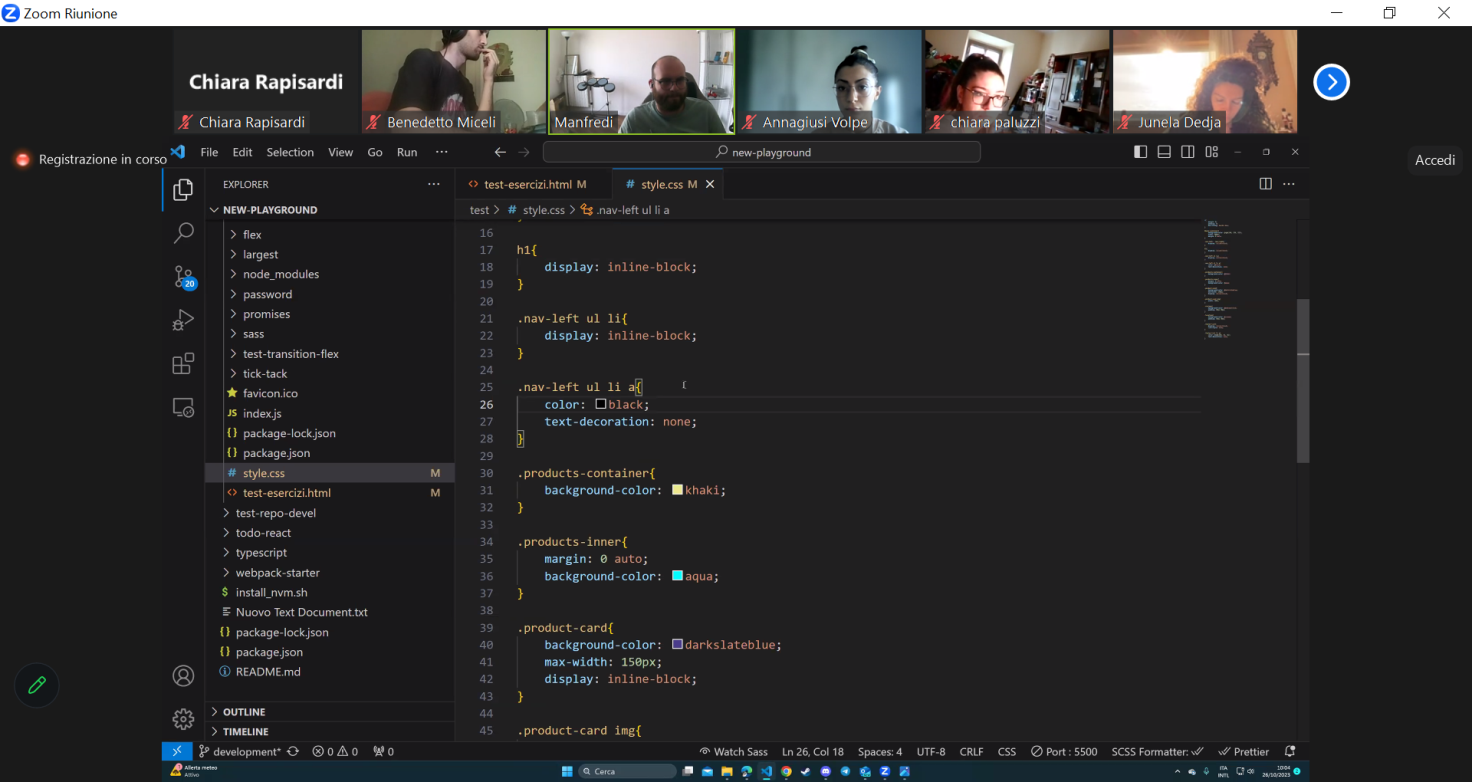 Zoom Riunione
Chiara Rapisardi
Chiara Rapisardi
Benedetto Miceli
Manfredi
Annagiusi Volpe
chiara paluzzi
Junela Dedja
Registrazione in corso
File Edit Selection View Go Run ···
new-playground
Accedi
EXPLORER
NEW-PLAYGROUND
flex
largest
node_modules
password
promises
sass
test-transition-flex
tick-tack
favicon.ico
JS index.js
{} package-lock.json
{} package.json
# style.css M
<> test-esercizi.html M
test-repo-devel
todo-react
typescript
webpack-starter
$ install_nvm.sh
Nuovo Text Document.txt
{} package-lock.json
{} package.json
README.md
OUTLINE
TIMELINE
20
<> test-esercizi.html M
# style.css M
test > # style.css > .nav-left ul li a
16
17 h1{
18 display: inline-block;
19 }
20
21 .nav-left ul li{
22 display: inline-block;
23 }
24
25 .nav-left ul li a{
26 color: black;
27 text-decoration: none;
28 }
29
30 .products-container{
31 background-color: khaki;
32 }
33
34 .products-inner{
35 margin: 0 auto;
36 background-color: aqua;
37 }
38
39 .product-card{
40 background-color: darkslateblue;
41 max-width: 150px;
42 display: inline-block;
43 }
44
45 .product-card img{
development* 0 0 0 Watch Sass Ln 26, Col 18 Spaces: 4 UTF-8 CRLF CSS Port : 5500 SCSS Formatter: Prettier
Allerta meteo
Attivo
Cerca
ITA
INTL
10:04
26/10/2023